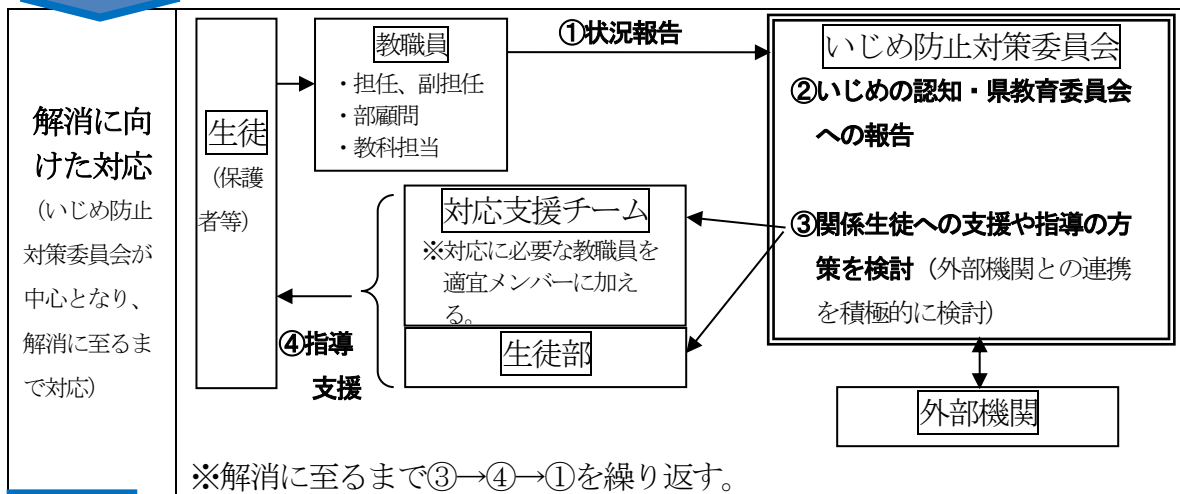 解消に向
けた対応
(いじめ防止
対策委員会が
中心となり、
解消に至るま
で対応)
生徒
(保護
者等)
教職員
・担任、副担任
・部顧問
・教科担当
①状況報告
いじめ防止対策委員会
②いじめの認知・県教育委員会
への報告
③関係生徒への支援や指導の方
策を検討(外部機関との連携
を積極的に検討)
対応支援チーム
※対応に必要な教職員を
適宜メンバーに加え
る。
生徒部
④指導
支援
外部機関
※解消に至るまで③→④→①を繰り返す。